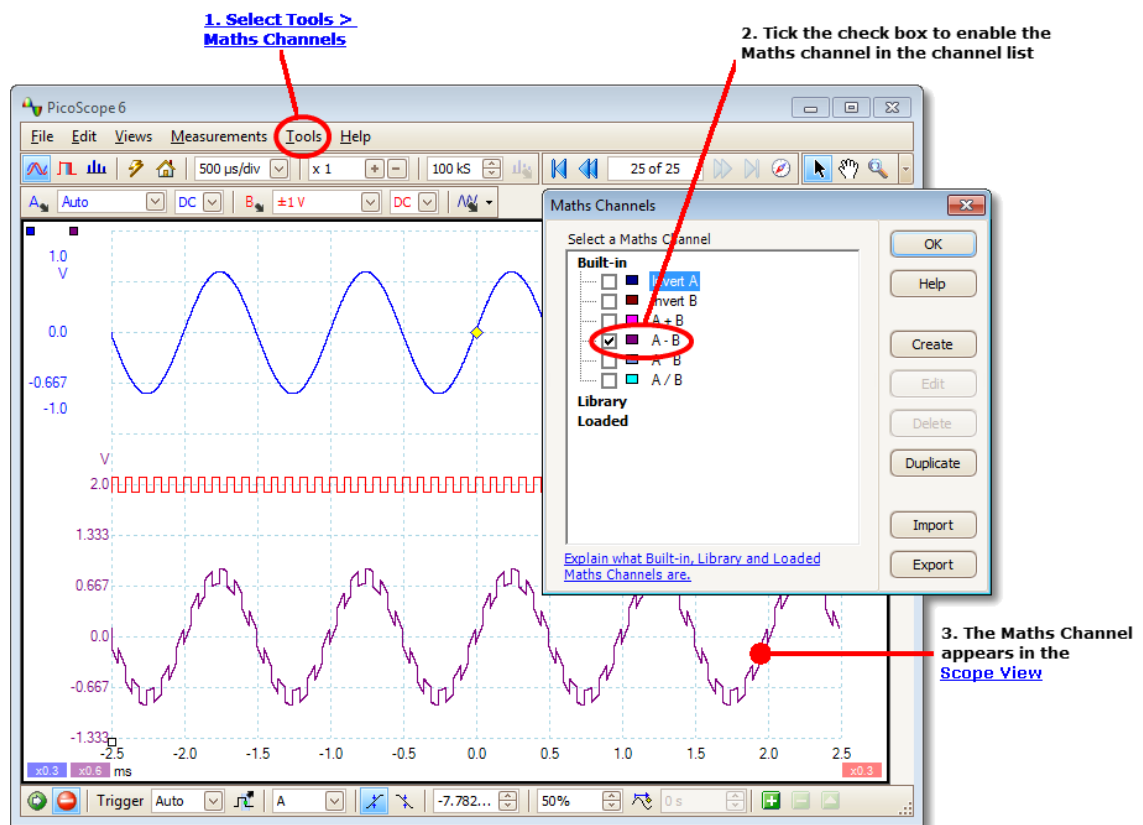 1. Select Tools >
Maths Channels
2. Tick the check box to enable the
Maths channel in the channel list
PicoScope 6
File Edit Views Measurements Tools Help
500 µs/div x 1 100 kS 25 of 25
A Auto DC B ±1 V DC
Maths Channels
Select a Maths Channel
Built-in
Invert A
Invert B
A + B
A - B
A B
A / B
Library
Loaded
Explain what Built-in, Library and Loaded
Maths Channels are.
OK
Help
Create
Edit
Delete
Duplicate
Import
Export
1.0
V
0.0
-0.667
-1.0
V
2.0
1.333
0.667
0.0
-0.667
-1.333
-2.5 -2.0 -1.5 -1.0 -0.5 0.0 0.5 1.0 1.5 2.0 2.5
x0.3 x0.6 ms x0.3
3. The Maths Channel
appears in the
Scope View
Trigger Auto A -7.782... 50% 0 s